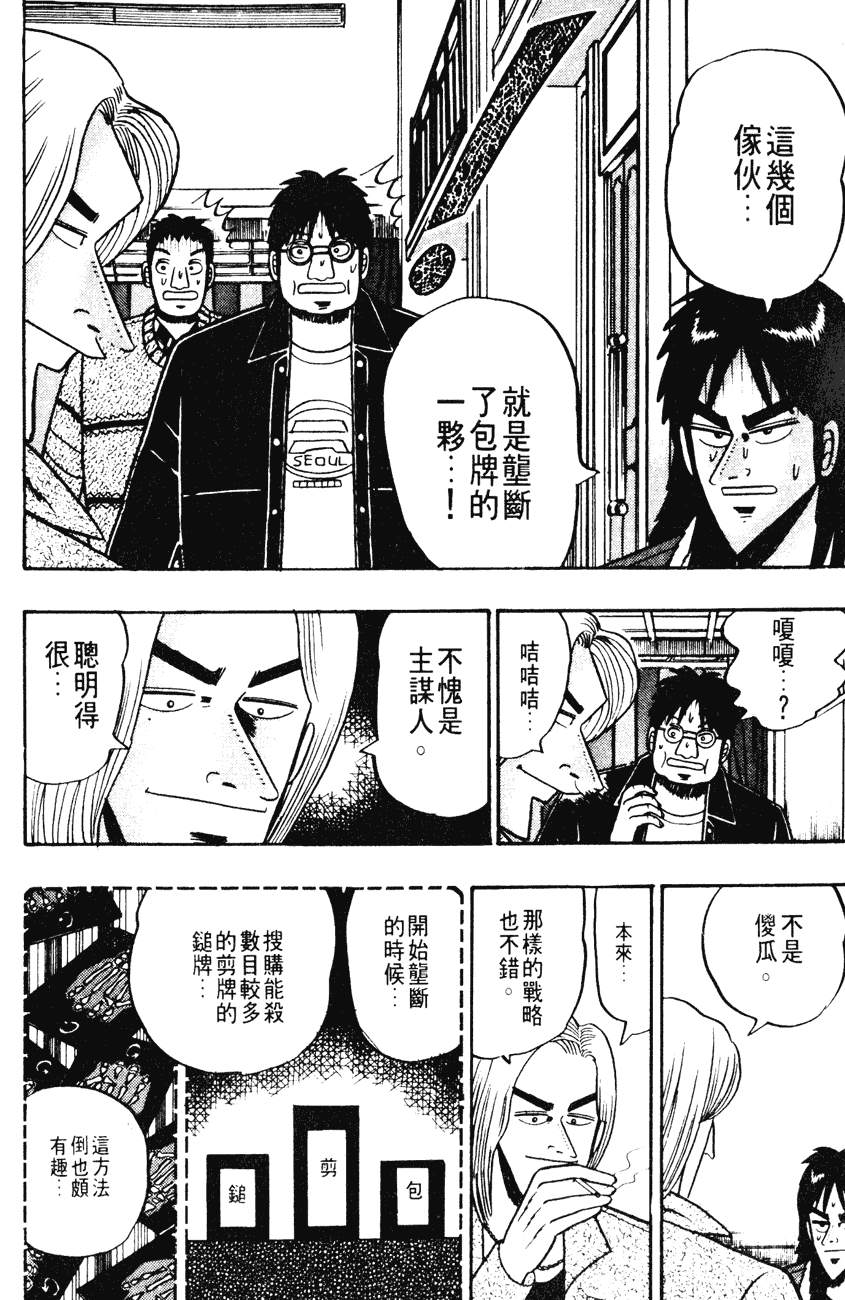 這幾個
傢伙…
就是壟斷
了包牌的
一夥…！
SEOUL
嗄嗄…？
咭咭咭…
不愧是
主謀人。
聰明得
很…
不是
傻瓜。
本來…
那樣的戰略
也不錯。
開始壟斷
的時候…
搜購能殺
數目較多
的剪牌的
鎚牌…
鎚
剪
包
這方法
倒也頗
有趣…